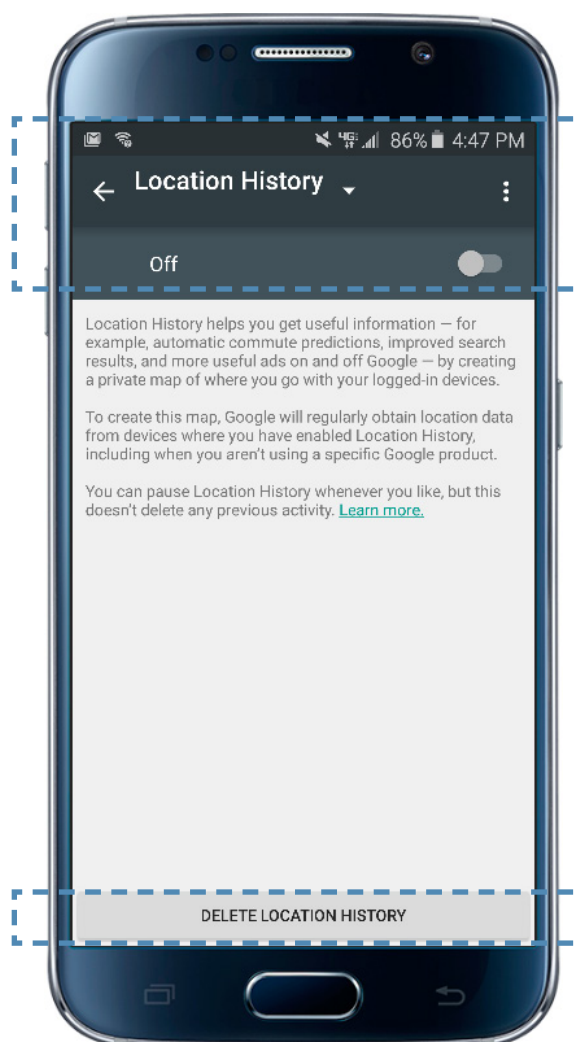 4G 86% 4:47 PM
Location History
Off
Location History helps you get useful information — for
example, automatic commute predictions, improved search
results, and more useful ads on and off Google — by creating
a private map of where you go with your logged-in devices.
To create this map, Google will regularly obtain location data
from devices where you have enabled Location History,
including when you aren't using a specific Google product.
You can pause Location History whenever you like, but this
doesn't delete any previous activity. Learn more.
DELETE LOCATION HISTORY